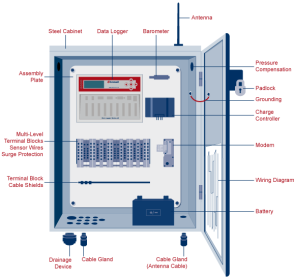 Antenna
Steel Cabinet
Data Logger
Barometer
Assembly
Plate
Pressure
Compensation
Padlock
Grounding
Charge
Controller
Multi-Level
Terminal Blocks
Sensor Wires
Surge Protection
Modem
Terminal Block
Cable Shields
Wiring Diagram
Battery
Drainage
Device
Cable Gland
Cable Gland
(Antenna Cable)